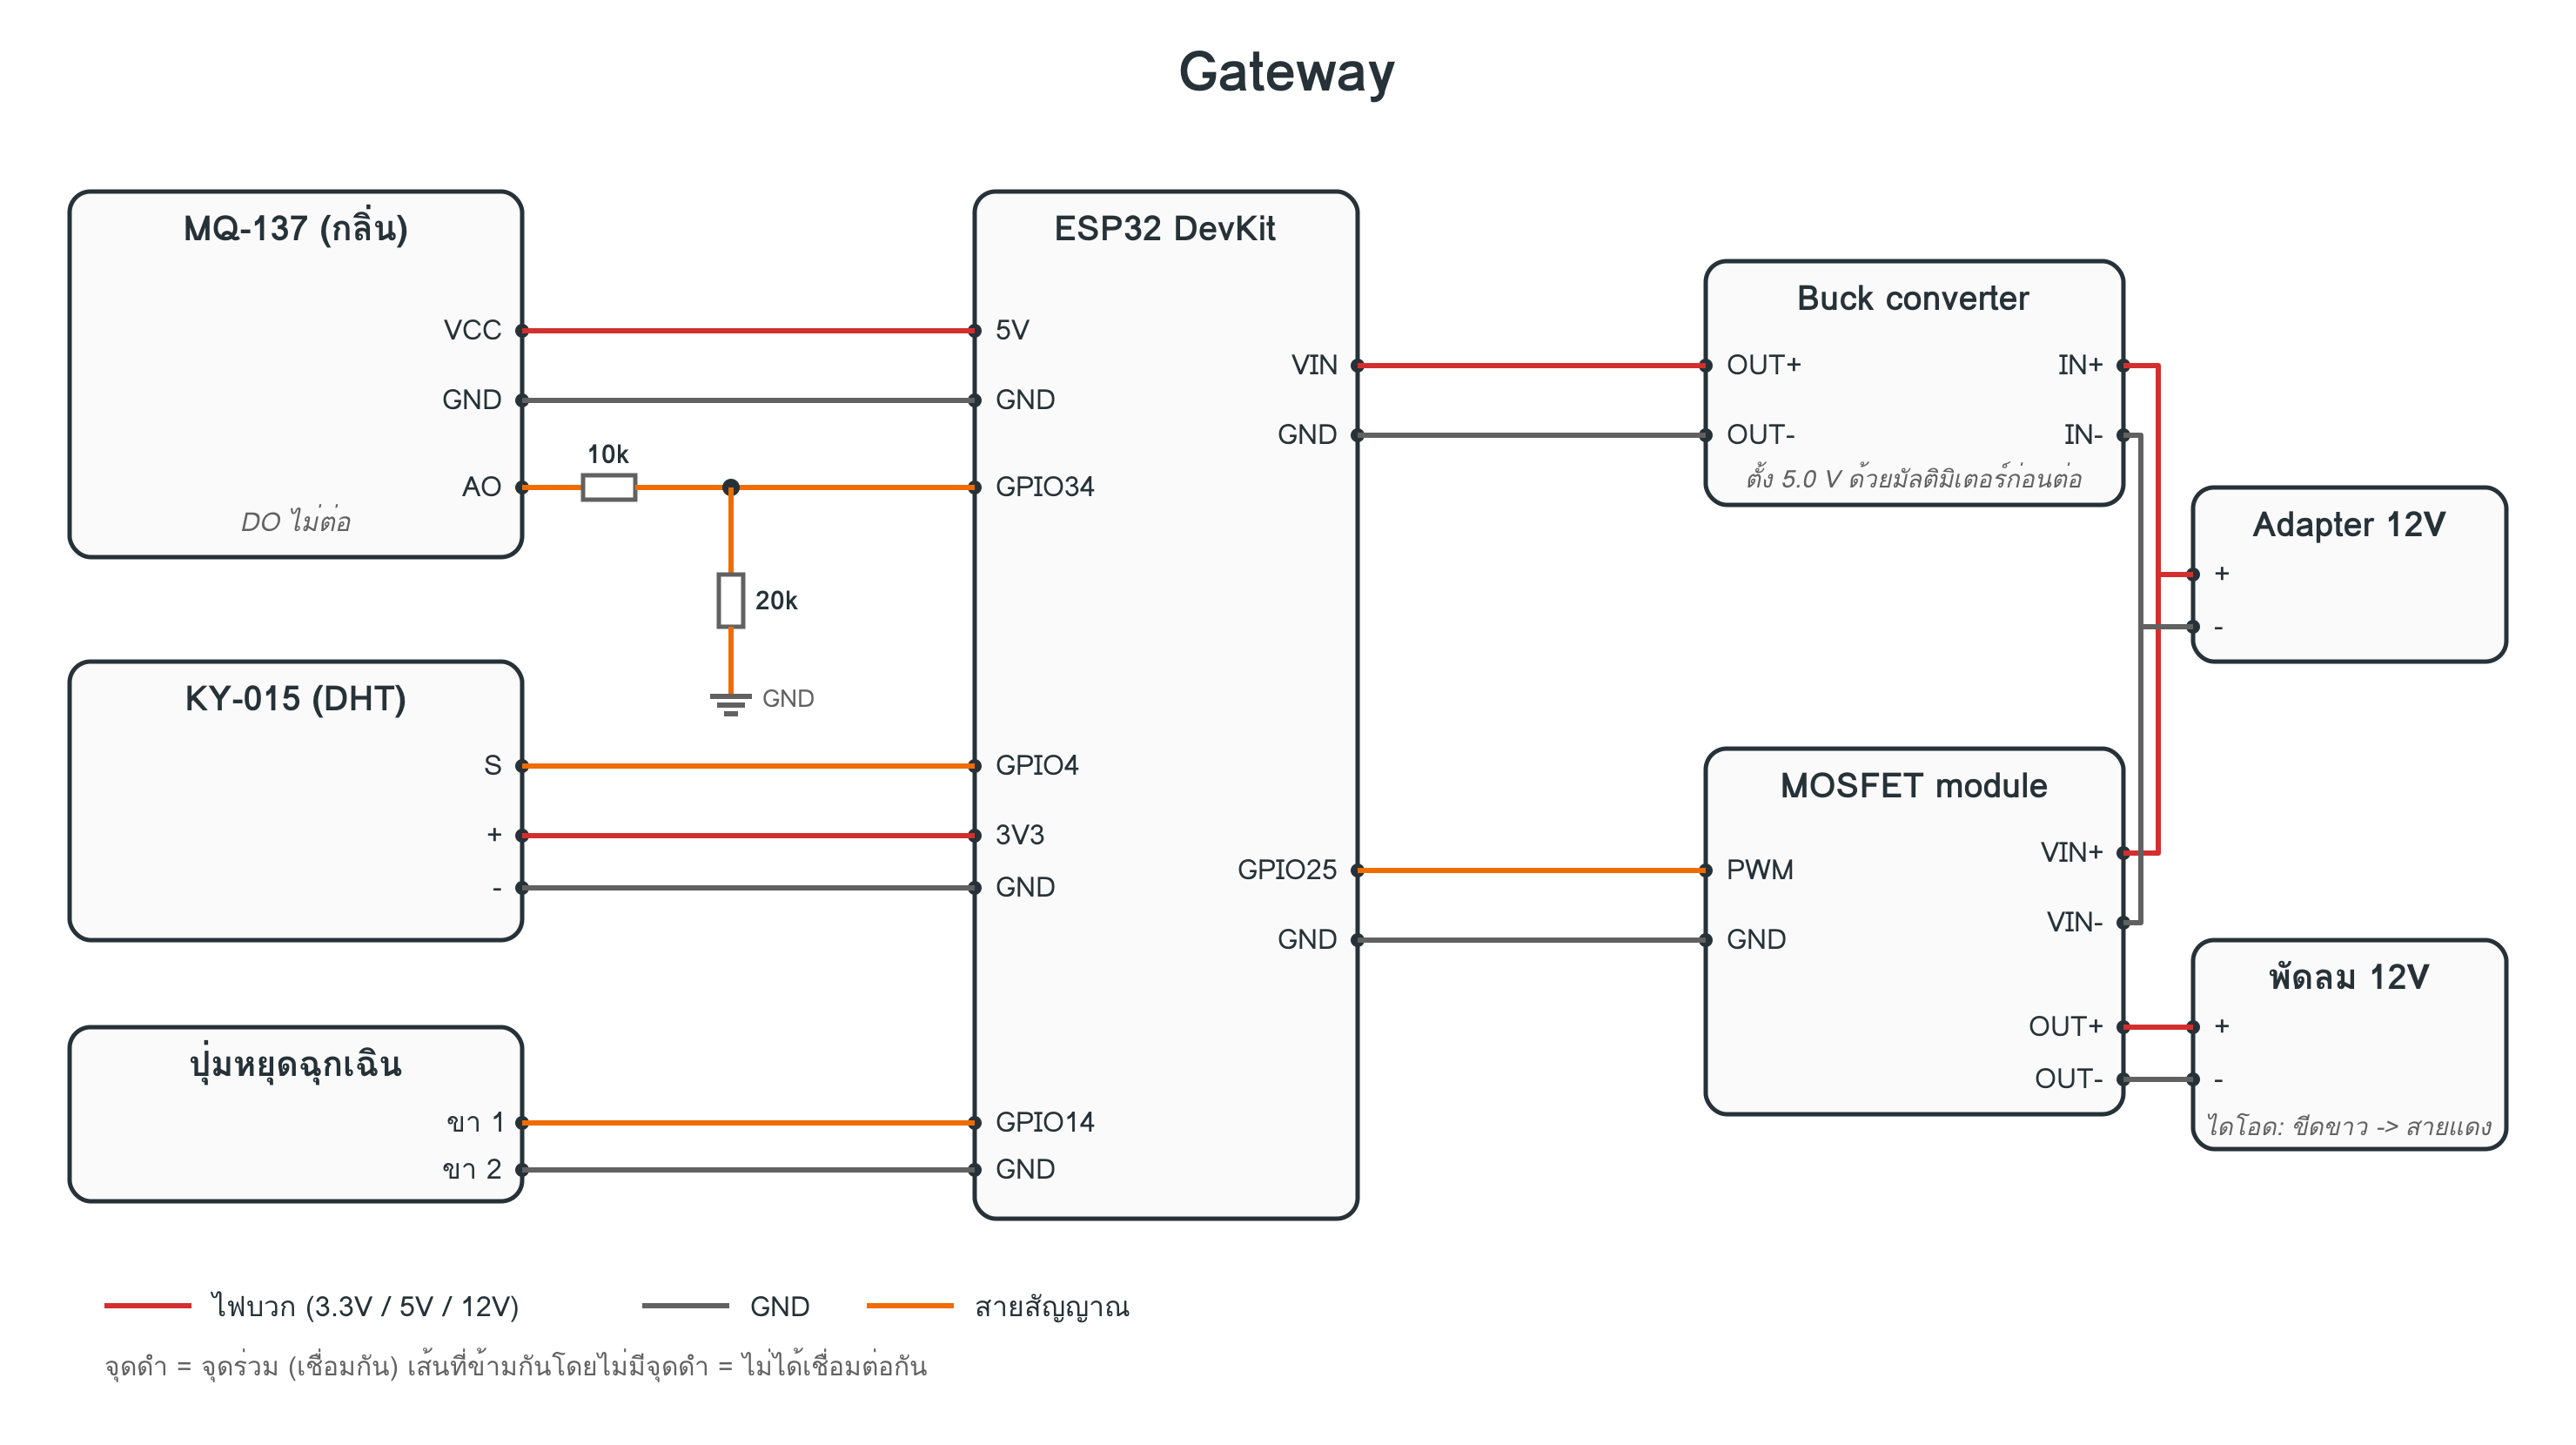 Gateway
MQ-137 (กลิ่น)
VCC
GND
AO
DO ไม่ต่อ
10k
20k
GND
KY-015 (DHT)
S
+
-
ปุ่มหยุดฉุกเฉิน
ขา 1
ขา 2
ESP32 DevKit
5V
GND
GPIO34
GPIO4
3V3
GND
GPIO14
GND
VIN
GND
GPIO25
GND
Buck converter
OUT+
OUT-
IN+
IN-
ตั้ง 5.0 V ด้วยมัลติมิเตอร์ก่อนต่อ
Adapter 12V
+
-
MOSFET module
PWM
GND
VIN+
VIN-
OUT+
OUT-
พัดลม 12V
+
-
ไดโอด: ขีดขาว -> สายแดง
ไฟบวก (3.3V / 5V / 12V)
GND
สายสัญญาณ
จุดดำ = จุดร่วม (เชื่อมกัน) เส้นที่ข้ามกันโดยไม่มีจุดดำ = ไม่ได้เชื่อมต่อกัน